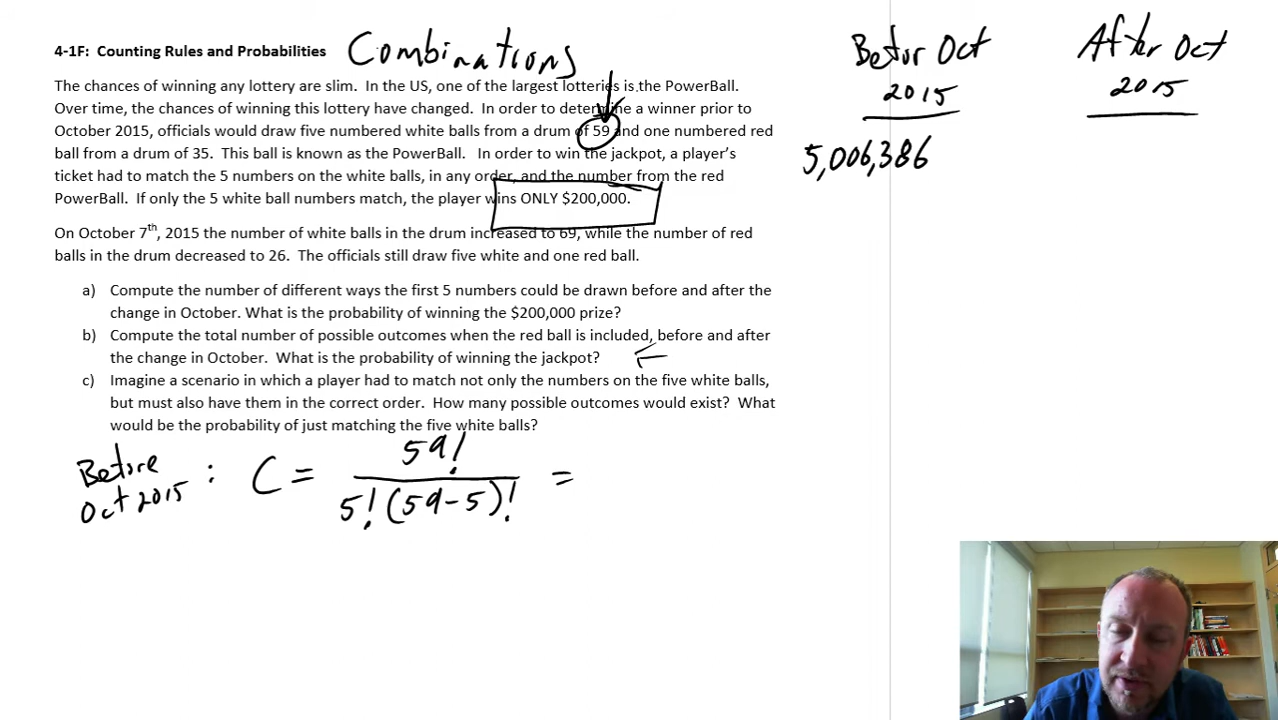 4-1F: Counting Rules and Probabilities
Combinations
The chances of winning any lottery are slim. In the US, one of the largest lotteries is the PowerBall.
Over time, the chances of winning this lottery have changed. In order to determine a winner prior to
October 2015, officials would draw five numbered white balls from a drum of 59 and one numbered red
ball from a drum of 35. This ball is known as the PowerBall. In order to win the jackpot, a player's
ticket had to match the 5 numbers on the white balls, in any order, and the number from the red
PowerBall. If only the 5 white ball numbers match, the player wins ONLY $200,000.
On October 7th, 2015 the number of white balls in the drum increased to 69, while the number of red
balls in the drum decreased to 26. The officials still draw five white and one red ball.
a) Compute the number of different ways the first 5 numbers could be drawn before and after the
change in October. What is the probability of winning the $200,000 prize?
b) Compute the total number of possible outcomes when the red ball is included, before and after
the change in October. What is the probability of winning the jackpot?
c) Imagine a scenario in which a player had to match not only the numbers on the five white balls,
but must also have them in the correct order. How many possible outcomes would exist? What
would be the probability of just matching the five white balls?
Before
Oct 2015 : C = 59! / 5!(59-5)! =
Befor Oct
2015
5,006,386
After Oct
2015